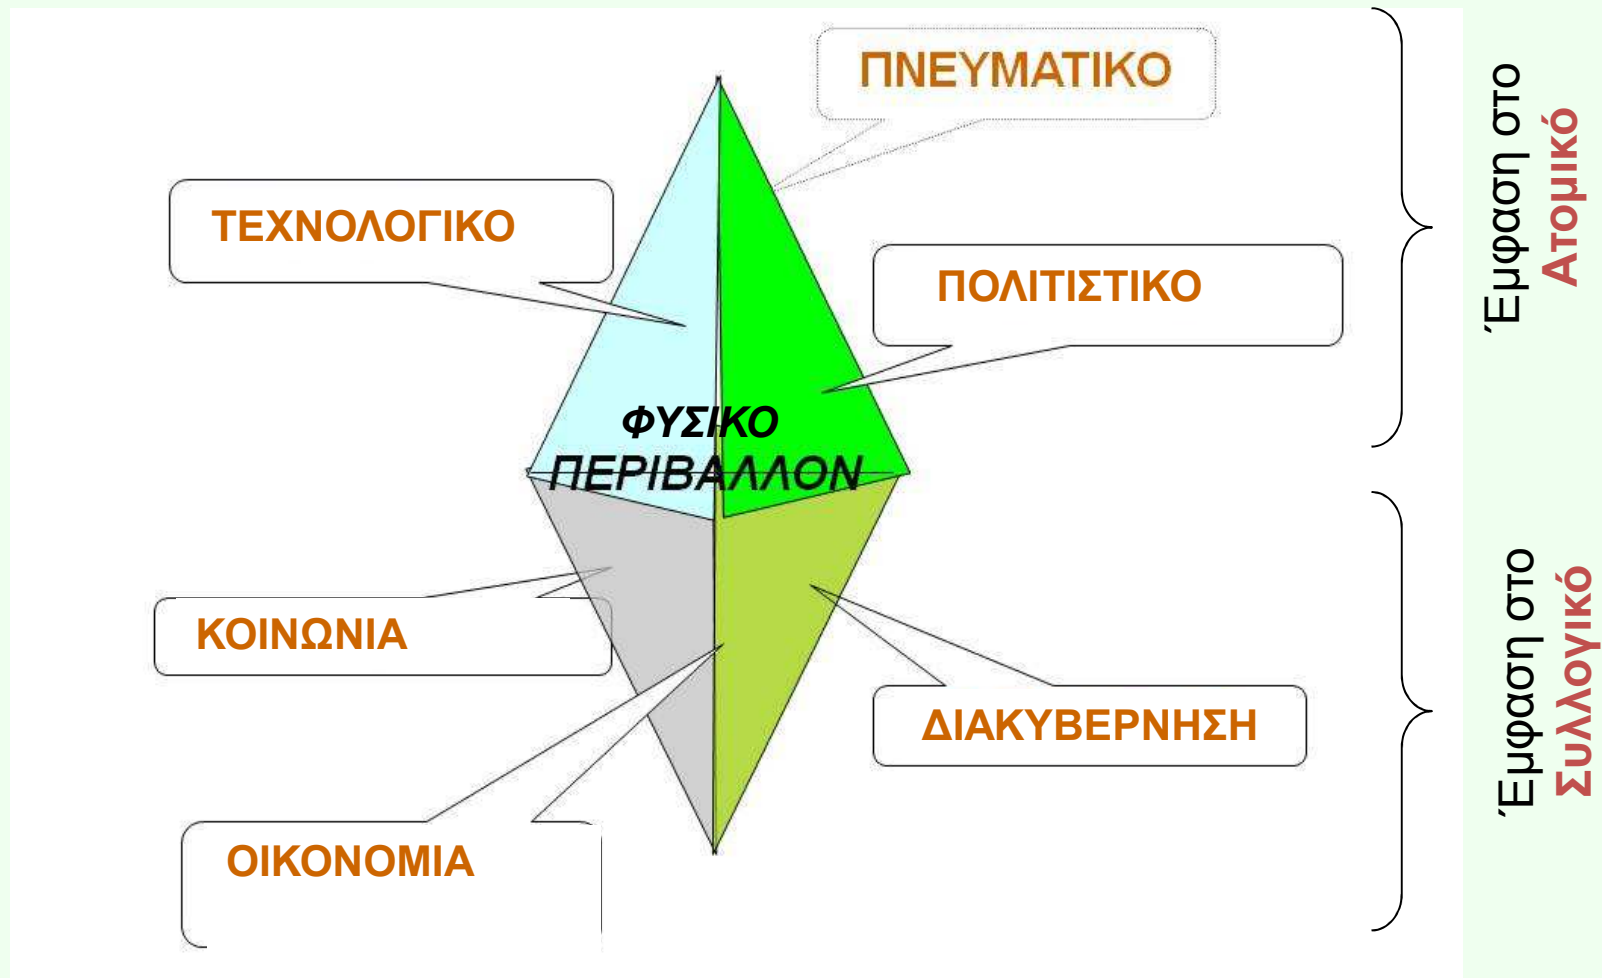 ΠΝΕΥΜΑΤΙΚΟ
ΤΕΧΝΟΛΟΓΙΚΟ
ΠΟΛΙΤΙΣΤΙΚΟ
ΦΥΣΙΚΟ
ΠΕΡΙΒΑΛΛΟΝ
ΚΟΙΝΩΝΙΑ
ΔΙΑΚΥΒΕΡΝΗΣΗ
ΟΙΚΟΝΟΜΙΑ
Έμφαση στο
Ατομικό
Έμφαση στο
Συλλογικό